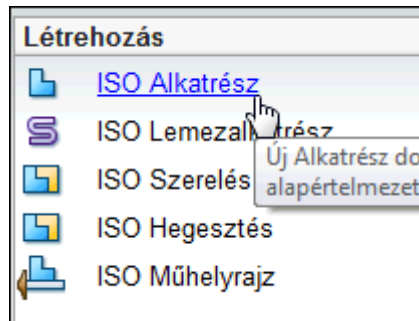 Létrehozás
ISO Alkatrész
ISO Lemezalkatrész
Új Alkatrész do
ISO Szerelés
alapértelmezet
ISO Hegesztés
ISO Műhelyrajz